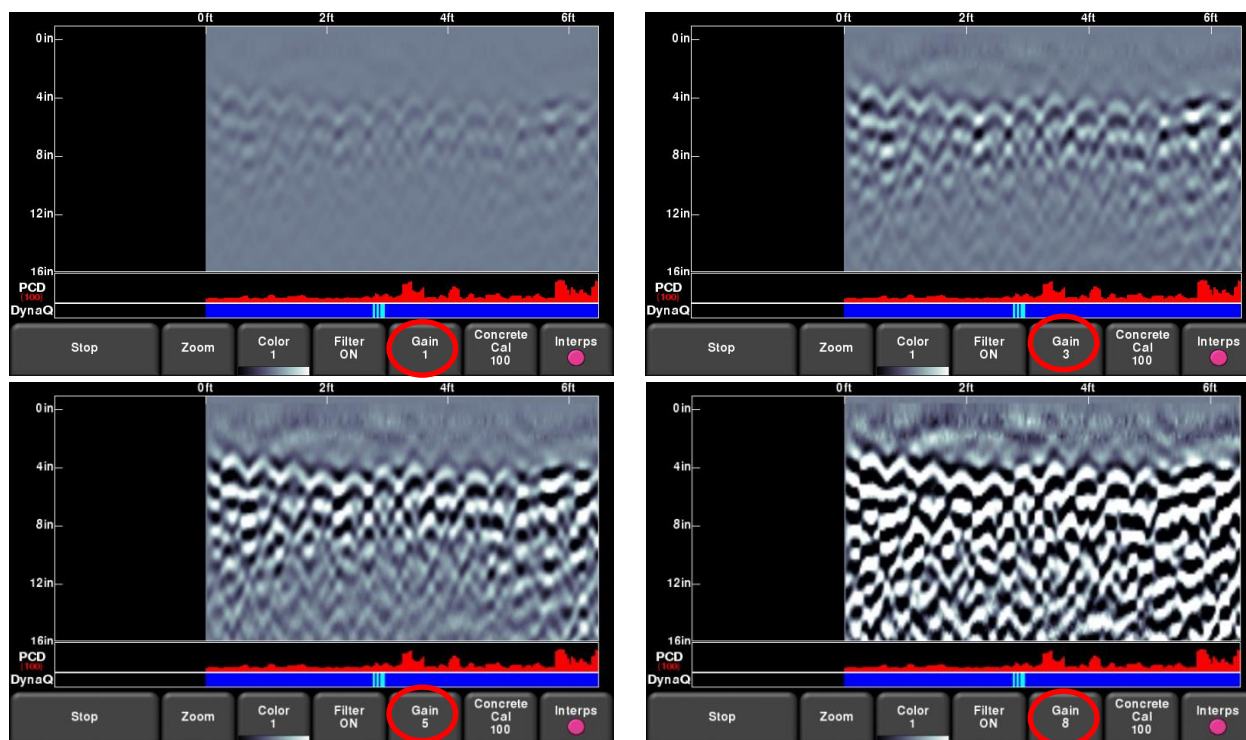 0ft 2ft 4ft 6ft
0in
4in
8in
12in
16in
PCD
(100)
DynaQ
Stop
Zoom
Color
1
Filter
ON
Gain
1
Concrete
Cal
100
Interps
0ft 2ft 4ft 6ft
0in
4in
8in
12in
16in
PCD
(100)
DynaQ
Stop
Zoom
Color
1
Filter
ON
Gain
3
Concrete
Cal
100
Interps
0ft 2ft 4ft 6ft
0in
4in
8in
12in
16in
PCD
(100)
DynaQ
Stop
Zoom
Color
1
Filter
ON
Gain
5
Concrete
Cal
100
Interps
0ft 2ft 4ft 6ft
0in
4in
8in
12in
16in
PCD
(100)
DynaQ
Stop
Zoom
Color
1
Filter
ON
Gain
8
Concrete
Cal
100
Interps